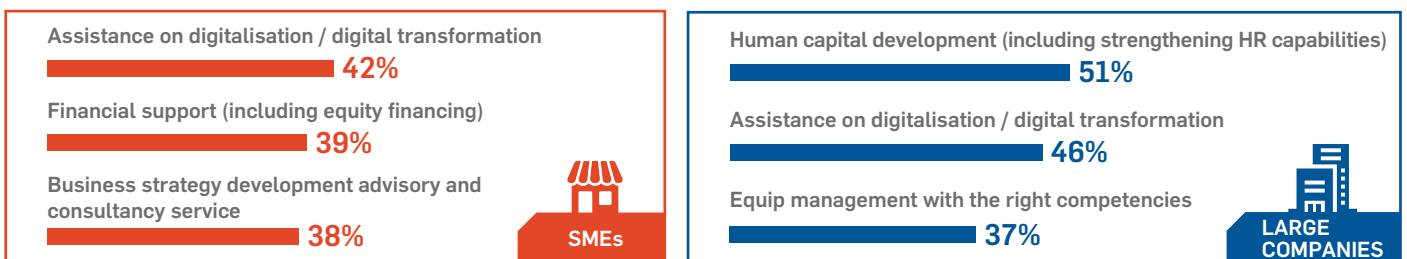 Assistance on digitalisation / digital transformation
42%
Financial support (including equity financing)
39%
Business strategy development advisory and
consultancy service
38%
SMEs
Human capital development (including strengthening HR capabilities)
51%
Assistance on digitalisation / digital transformation
46%
Equip management with the right competencies
37%
LARGE
COMPANIES